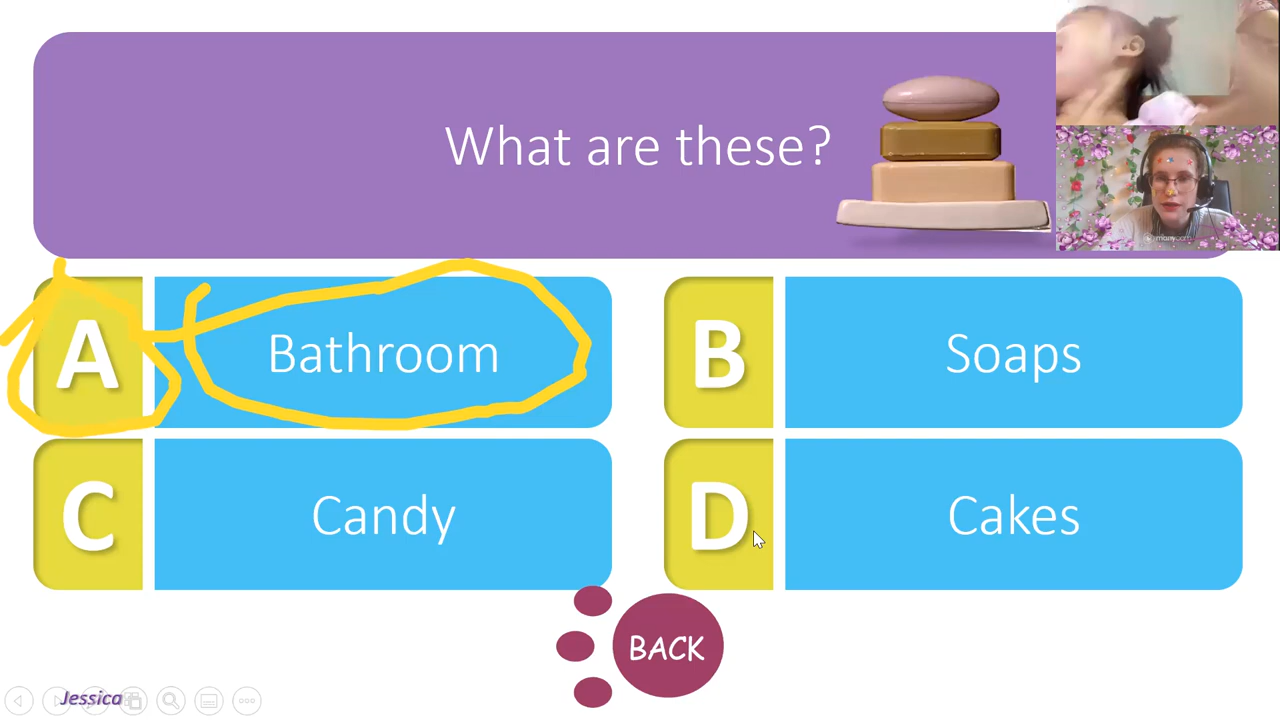 What are these?
A Bathroom
B Soaps
C Candy
D Cakes
BACK
Jessica